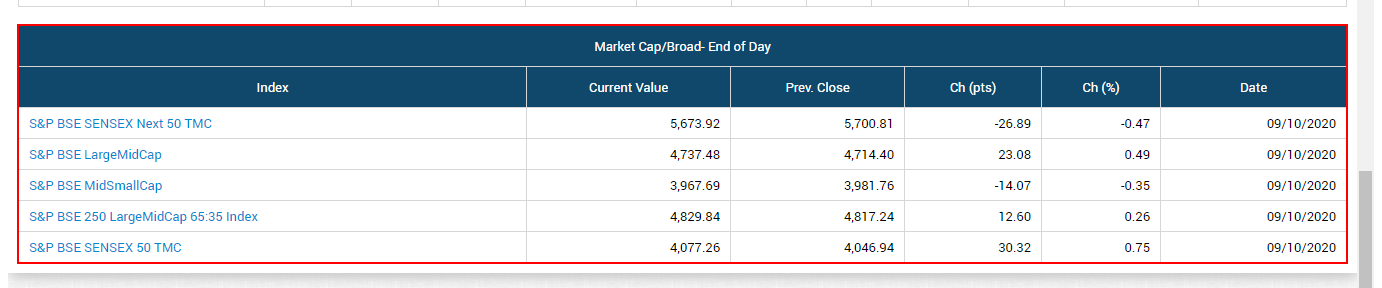 Market Cap/Broad- End of Day
Index Current Value Prev. Close Ch (pts) Ch (%) Date
S&P BSE SENSEX Next 50 TMC 5,673.92 5,700.81 -26.89 -0.47 09/10/2020
S&P BSE LargeMidCap 4,737.48 4,714.40 23.08 0.49 09/10/2020
S&P BSE MidSmallCap 3,967.69 3,981.76 -14.07 -0.35 09/10/2020
S&P BSE 250 LargeMidCap 65:35 Index 4,829.84 4,817.24 12.60 0.26 09/10/2020
S&P BSE SENSEX 50 TMC 4,077.26 4,046.94 30.32 0.75 09/10/2020